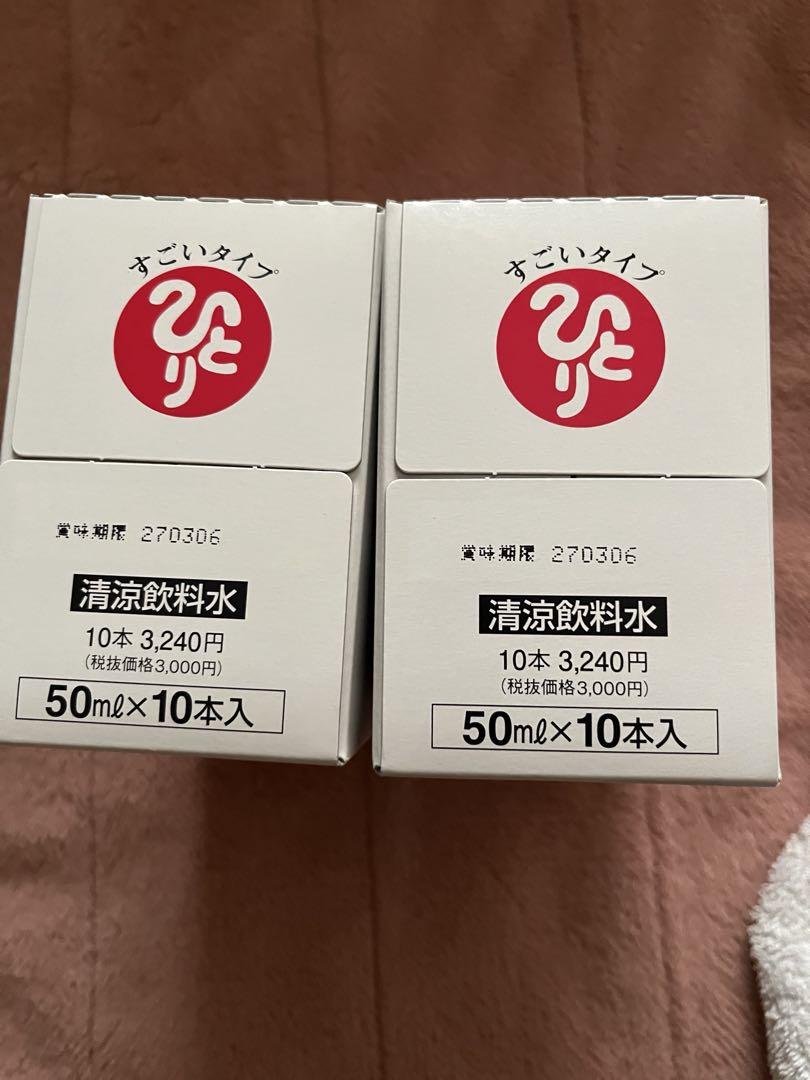 すごいタイプ
ひとり
賞味期限 270306
清涼飲料水
10本 3,240円
(税抜価格3,000円)
50mℓ×10本入
すごいタイプ
ひとり
賞味期限 270306
清涼飲料水
10本 3,240円
(税抜価格3,000円)
50mℓ×10本入